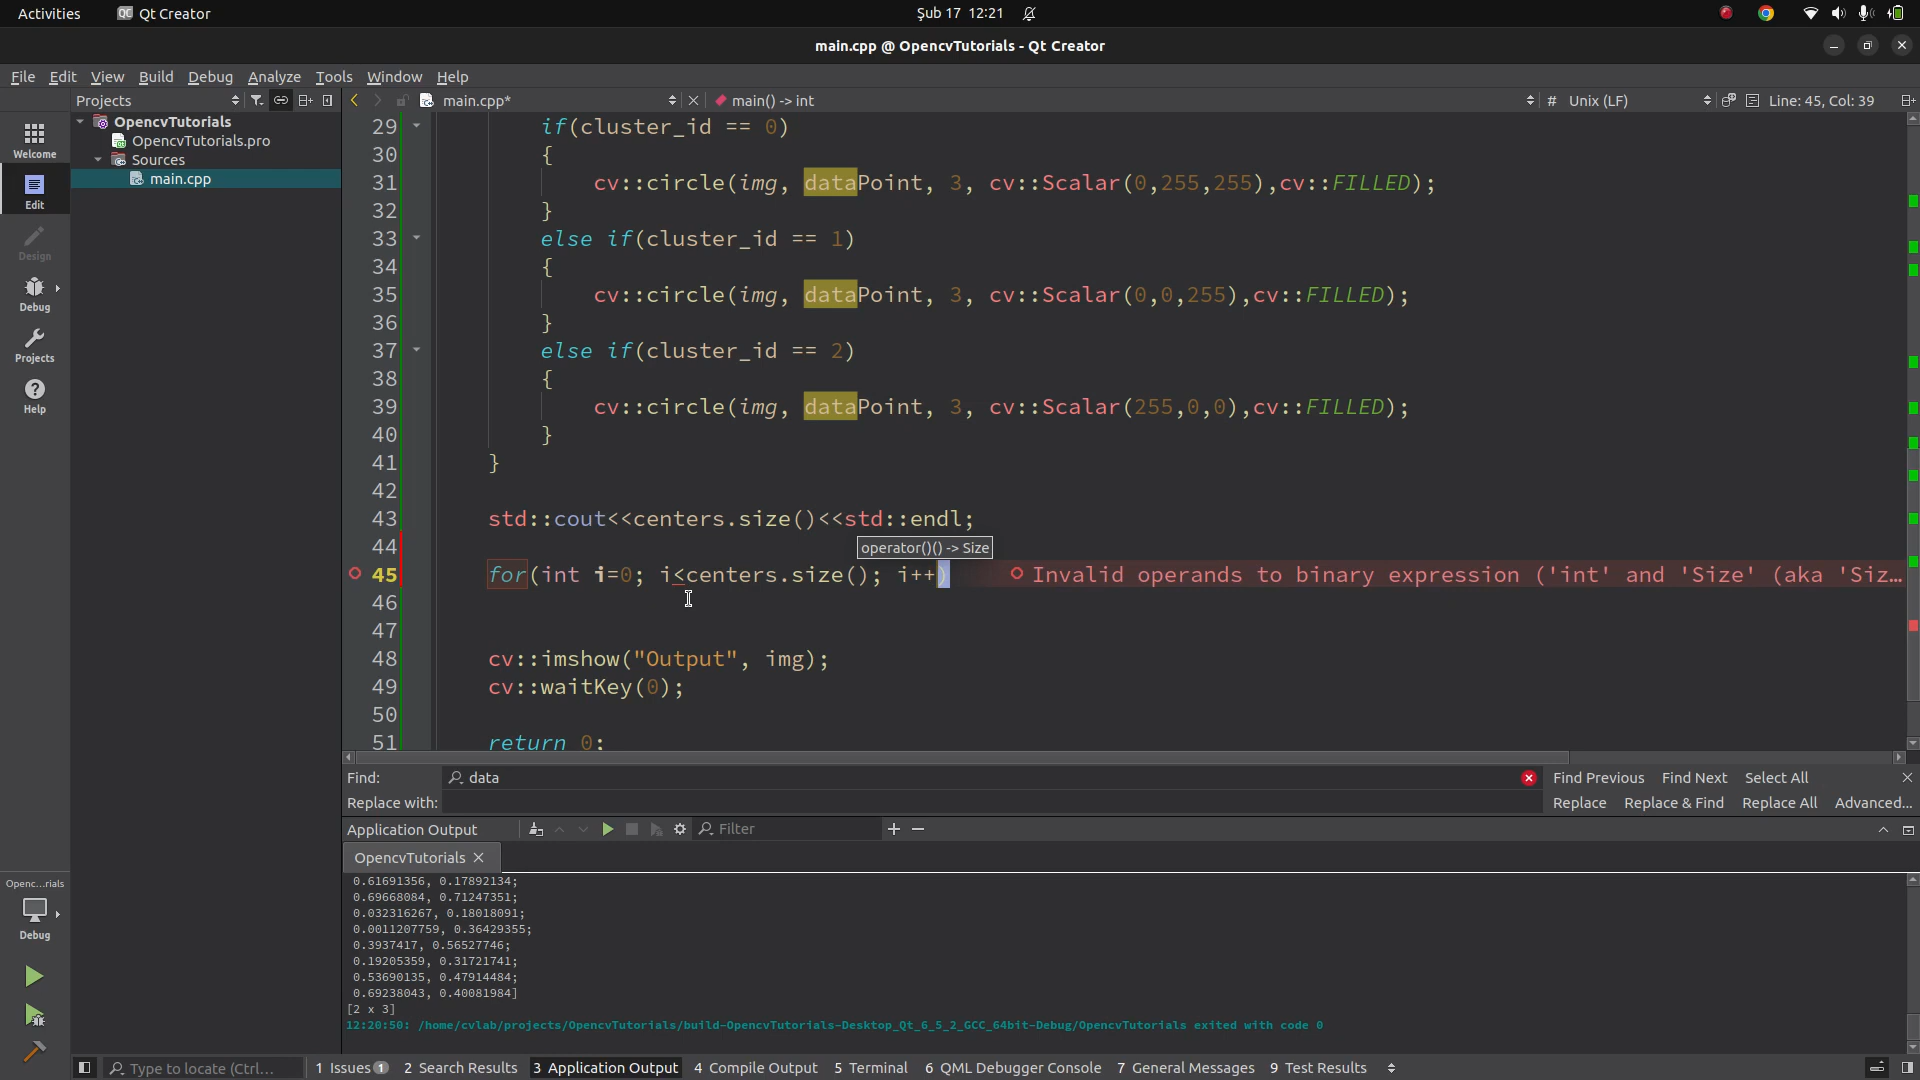 Activities Qt Creator Şub 17 12:21
main.cpp @ OpencvTutorials - Qt Creator
File Edit View Build Debug Analyze Tools Window Help
Projects main.cpp* main() -> int # Unix (LF) Line: 45, Col: 39
OpencvTutorials
OpencvTutorials.pro
Sources
main.cpp
Welcome
Edit
Design
Debug
Projects
Help
29 if(cluster_id == 0)
30 {
31 cv::circle(img, dataPoint, 3, cv::Scalar(0,255,255),cv::FILLED);
32 }
33 else if(cluster_id == 1)
34 {
35 cv::circle(img, dataPoint, 3, cv::Scalar(0,0,255),cv::FILLED);
36 }
37 else if(cluster_id == 2)
38 {
39 cv::circle(img, dataPoint, 3, cv::Scalar(255,0,0),cv::FILLED);
40 }
41 }
42
43 std::cout<<centers.size()<<std::endl;
44
operator()() -> Size
45 for(int i=0; i<centers.size(); i++) Invalid operands to binary expression ('int' and 'Size' (aka 'Siz...
46
47
48 cv::imshow("Output", img);
49 cv::waitKey(0);
50
51 return 0;
Find: data Find Previous Find Next Select All
Replace with: Replace Replace & Find Replace All Advanced...
Application Output Filter
OpencvTutorials
0.61691356, 0.17892134;
0.69668084, 0.71247351;
0.032316267, 0.18018091;
0.0011207759, 0.36429355;
0.3937417, 0.56527746;
0.19205359, 0.31721741;
0.53690135, 0.47914484;
0.69238043, 0.40081984]
[2 x 3]
12:20:50: /home/cvlab/projects/OpencvTutorials/build-OpencvTutorials-Desktop_Qt_6_5_2_GCC_64bit-Debug/OpencvTutorials exited with code 0
Openc...rials
Debug
Type to locate (Ctrl... 1 Issues 1 2 Search Results 3 Application Output 4 Compile Output 5 Terminal 6 QML Debugger Console 7 General Messages 9 Test Results